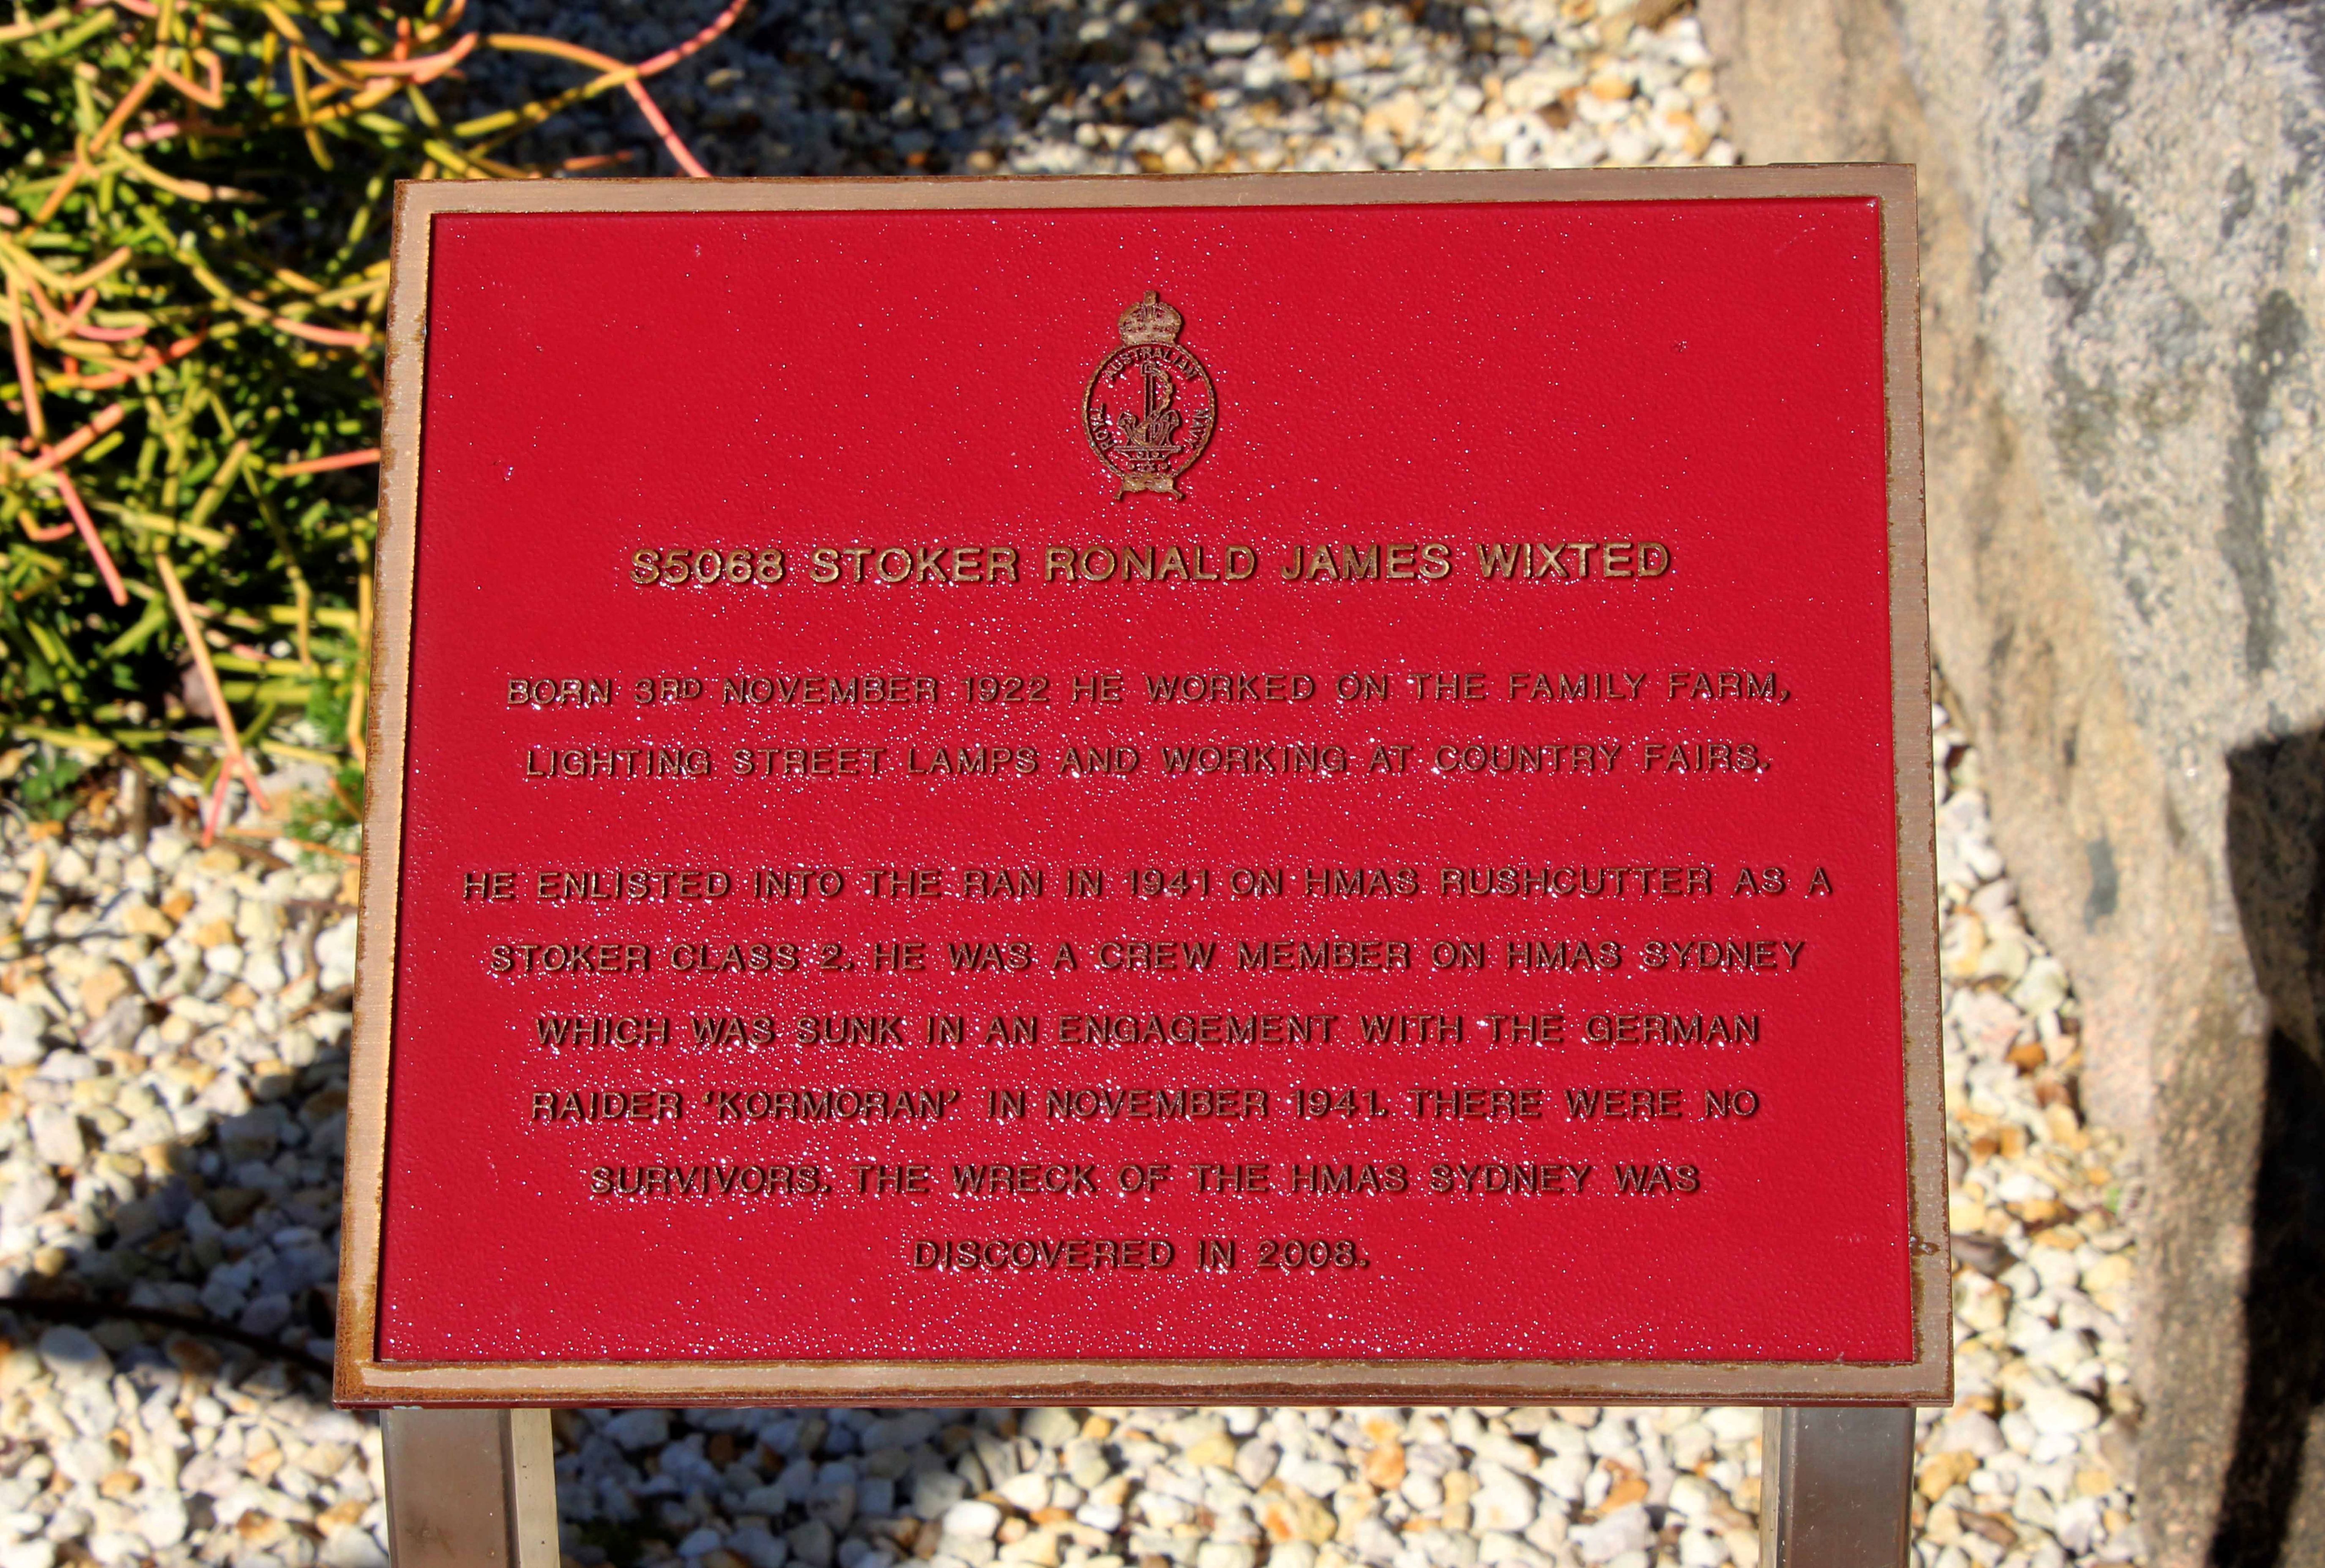 ROYAL AUSTRALIAN NAVY
S5068 STOKER RONALD JAMES WIXTED
BORN 3RD NOVEMBER 1922 HE WORKED ON THE FAMILY FARM,
LIGHTING STREET LAMPS AND WORKING AT COUNTRY FAIRS.
HE ENLISTED INTO THE RAN IN 1941 ON HMAS RUSHCUTTER AS A
STOKER CLASS 2. HE WAS A CREW MEMBER ON HMAS SYDNEY
WHICH WAS SUNK IN AN ENGAGEMENT WITH THE GERMAN
RAIDER 'KORMORAN' IN NOVEMBER 1941. THERE WERE NO
SURVIVORS. THE WRECK OF THE HMAS SYDNEY WAS
DISCOVERED IN 2008.